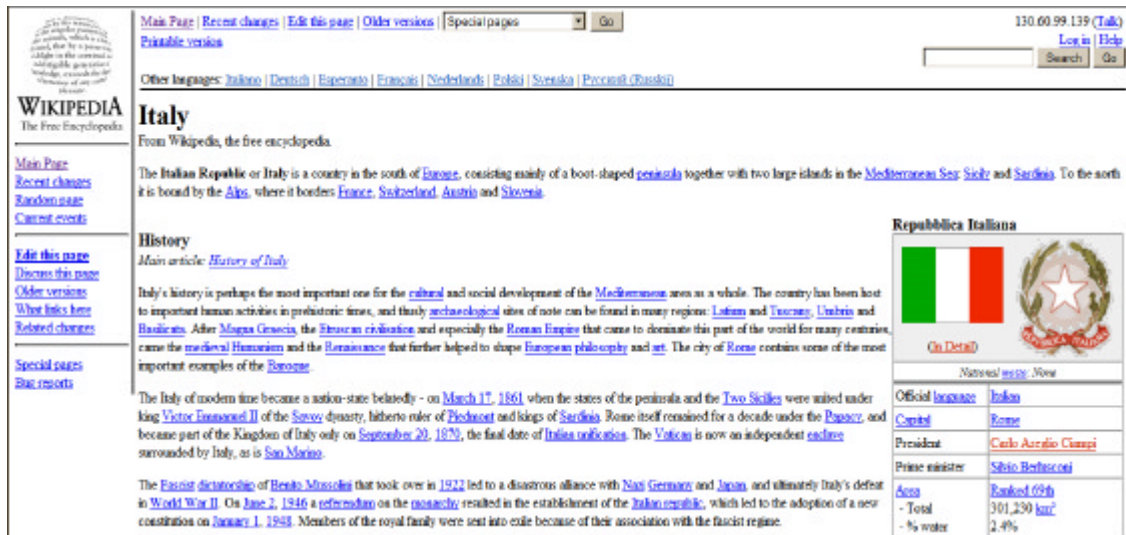 Main Page | Recent changes | Edit this page | Older versions | Special pages Go
Printable version
130.60.99.139 (Talk)
Log in | Help
Search Go
Other languages: Italiano | Deutsch | Esperanto | Français | Nederlands | Polski | Svenska | Русский (Russkij)
WIKIPEDIA
The Free Encyclopedia
Main Page
Recent changes
Random page
Current events
Edit this page
Discuss this page
Older versions
What links here
Related changes
Special pages
Bug reports
Italy
From Wikipedia, the free encyclopedia.
The Italian Republic or Italy is a country in the south of Europe, consisting mainly of a boot-shaped peninsula together with two large islands in the Mediterranean Sea: Sicily and Sardinia. To the north
it is bound by the Alps, where it borders France, Switzerland, Austria and Slovenia.
History
Main article: History of Italy
Italy's history is perhaps the most important one for the cultural and social development of the Mediterranean area as a whole. The country has been host
to important human activities in prehistoric times, and thusly archaeological sites of note can be found in many regions: Latium and Tuscany, Umbria and
Basilicata. After Magna Graecia, the Etruscan civilisation and especially the Roman Empire that came to dominate this part of the world for many centuries,
came the medieval Humanism and the Renaissance that further helped to shape European philosophy and art. The city of Rome contains some of the most
important examples of the Baroque.
The Italy of modern time became a nation-state belatedly - on March 17, 1861 when the states of the peninsula and the Two Sicilies were united under
king Victor Emmanuel II of the Savoy dynasty, hitherto ruler of Piedmont and kings of Sardinia. Rome itself remained for a decade under the Papacy, and
became part of the Kingdom of Italy only on September 20, 1870, the final date of Italian unification. The Vatican is now an independent enclave
surrounded by Italy, as is San Marino.
The Fascist dictatorship of Benito Mussolini that took over in 1922 led to a disastrous alliance with Nazi Germany and Japan, and ultimately Italy's defeat
in World War II. On June 2, 1946 a referendum on the monarchy resulted in the establishment of the Italian republic, which led to the adoption of a new
constitution on January 1, 1948. Members of the royal family were sent into exile because of their association with the fascist regime.
Repubblica Italiana
REPUBBLICA ITALIANA
(In Detail)
National motto: None
Official language Italian
Capital Rome
President Carlo Azeglio Ciampi
Prime minister Silvio Berlusconi
Area Ranked 69th
- Total 301,230 km²
- % water 2.4%